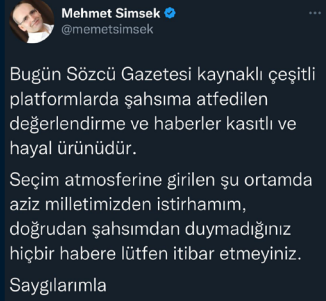 Mehmet Simsek
@memetsimsek
Bugün Sözcü Gazetesi kaynaklı çeşitli
platformlarda şahsıma atfedilen
değerlendirme ve haberler kasıtlı ve
hayal ürünüdür.
Seçim atmosferine girilen şu ortamda
aziz milletimizden istirhamım,
doğrudan şahsımdan duymadığınız
hiçbir habere lütfen itibar etmeyiniz.
Saygılarımla